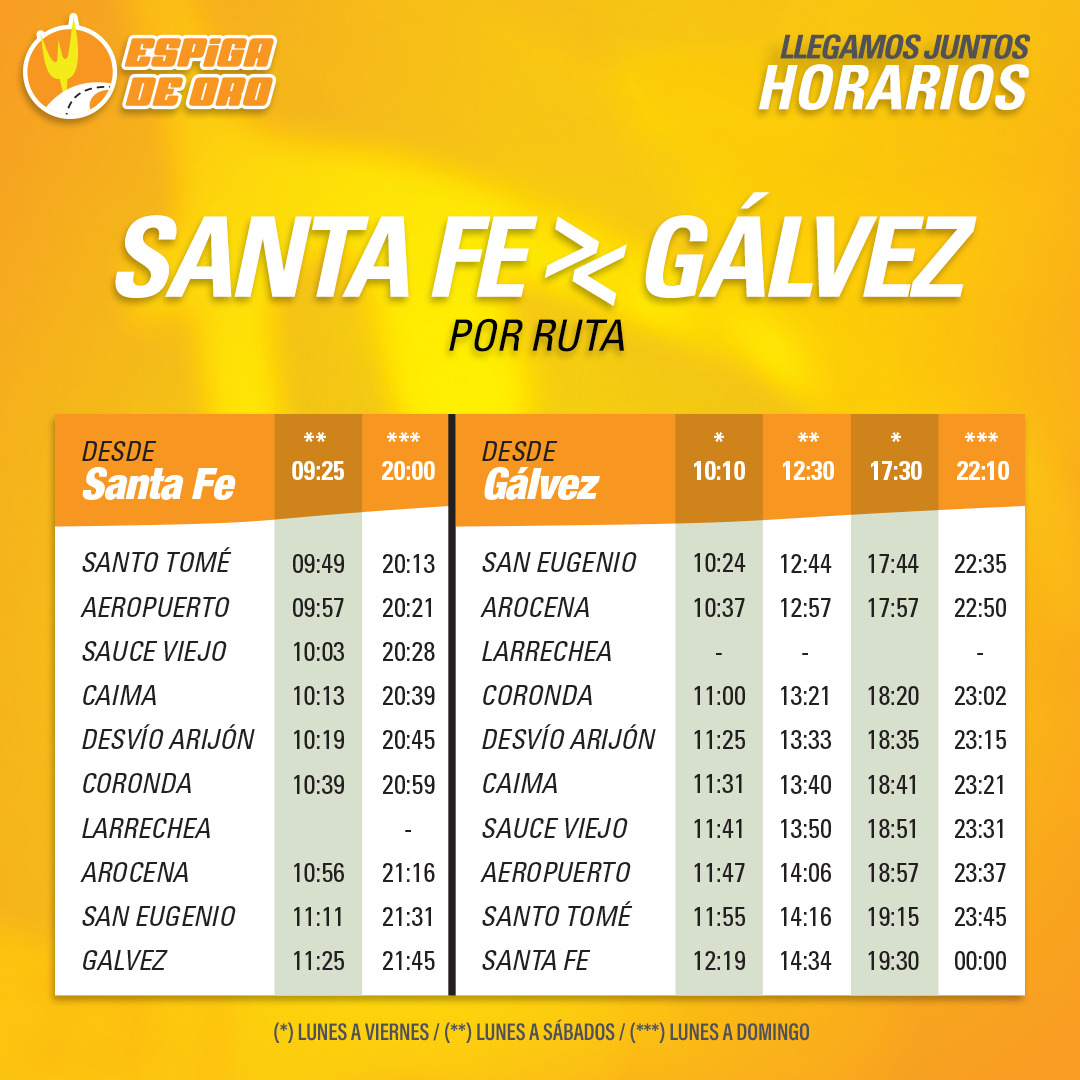 ESPIGA
DE ORO
LLEGAMOS JUNTOS
HORARIOS
SANTA FE >< GÁLVEZ
POR RUTA
DESDE
Santa Fe
** 09:25 *** 20:00
SANTO TOMÉ 09:49 20:13
AEROPUERTO 09:57 20:21
SAUCE VIEJO 10:03 20:28
CAIMA 10:13 20:39
DESVÍO ARIJÓN 10:19 20:45
CORONDA 10:39 20:59
LARRECHEA -
AROCENA 10:56 21:16
SAN EUGENIO 11:11 21:31
GALVEZ 11:25 21:45
DESDE
Gálvez
* 10:10 ** 12:30 * 17:30 *** 22:10
SAN EUGENIO 10:24 12:44 17:44 22:35
AROCENA 10:37 12:57 17:57 22:50
LARRECHEA - - -
CORONDA 11:00 13:21 18:20 23:02
DESVÍO ARIJÓN 11:25 13:33 18:35 23:15
CAIMA 11:31 13:40 18:41 23:21
SAUCE VIEJO 11:41 13:50 18:51 23:31
AEROPUERTO 11:47 14:06 18:57 23:37
SANTO TOMÉ 11:55 14:16 19:15 23:45
SANTA FE 12:19 14:34 19:30 00:00
(*) LUNES A VIERNES / (**) LUNES A SÁBADOS / (***) LUNES A DOMINGO